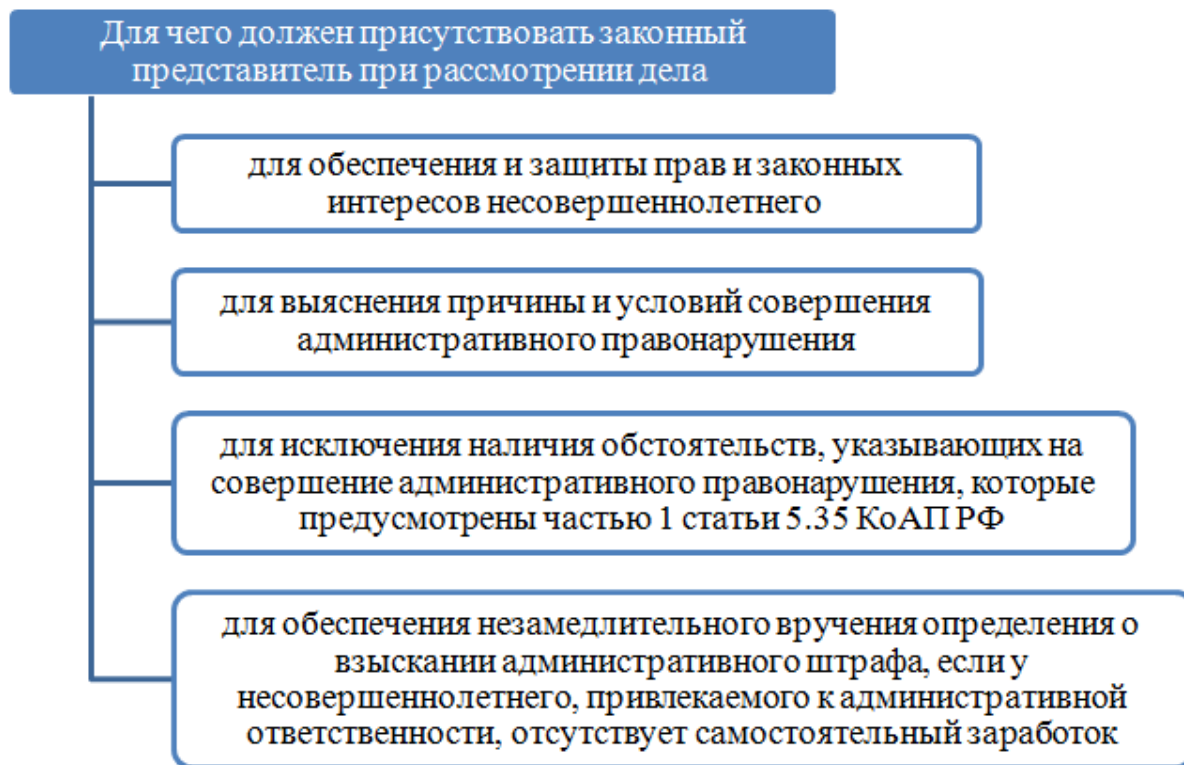 Для чего должен присутствовать законный
представитель при рассмотрении дела
для обеспечения и защиты прав и законных
интересов несовершеннолетнего
для выяснения причины и условий совершения
административного правонарушения
для исключения наличия обстоятельств, указывающих на
совершение административного правонарушения, которые
предусмотрены частью 1 статьи 5.35 КоАП РФ
для обеспечения незамедлительного вручения определения о
взыскании административного штрафа, если у
несовершеннолетнего, привлекаемого к административной
ответственности, отсутствует самостоятельный заработок